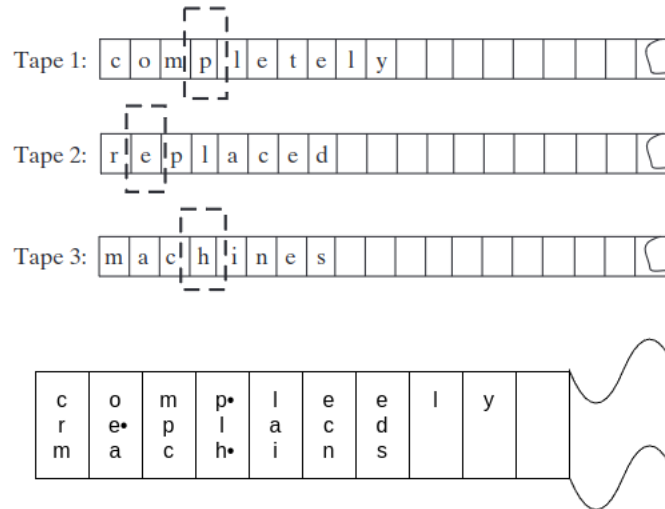 Tape 1: c o m p l e t e l y
Tape 2: r e p l a c e d
Tape 3: m a c h i n e s
c o m p• l e e l y
r e• p l a c d
m a c h• i n s